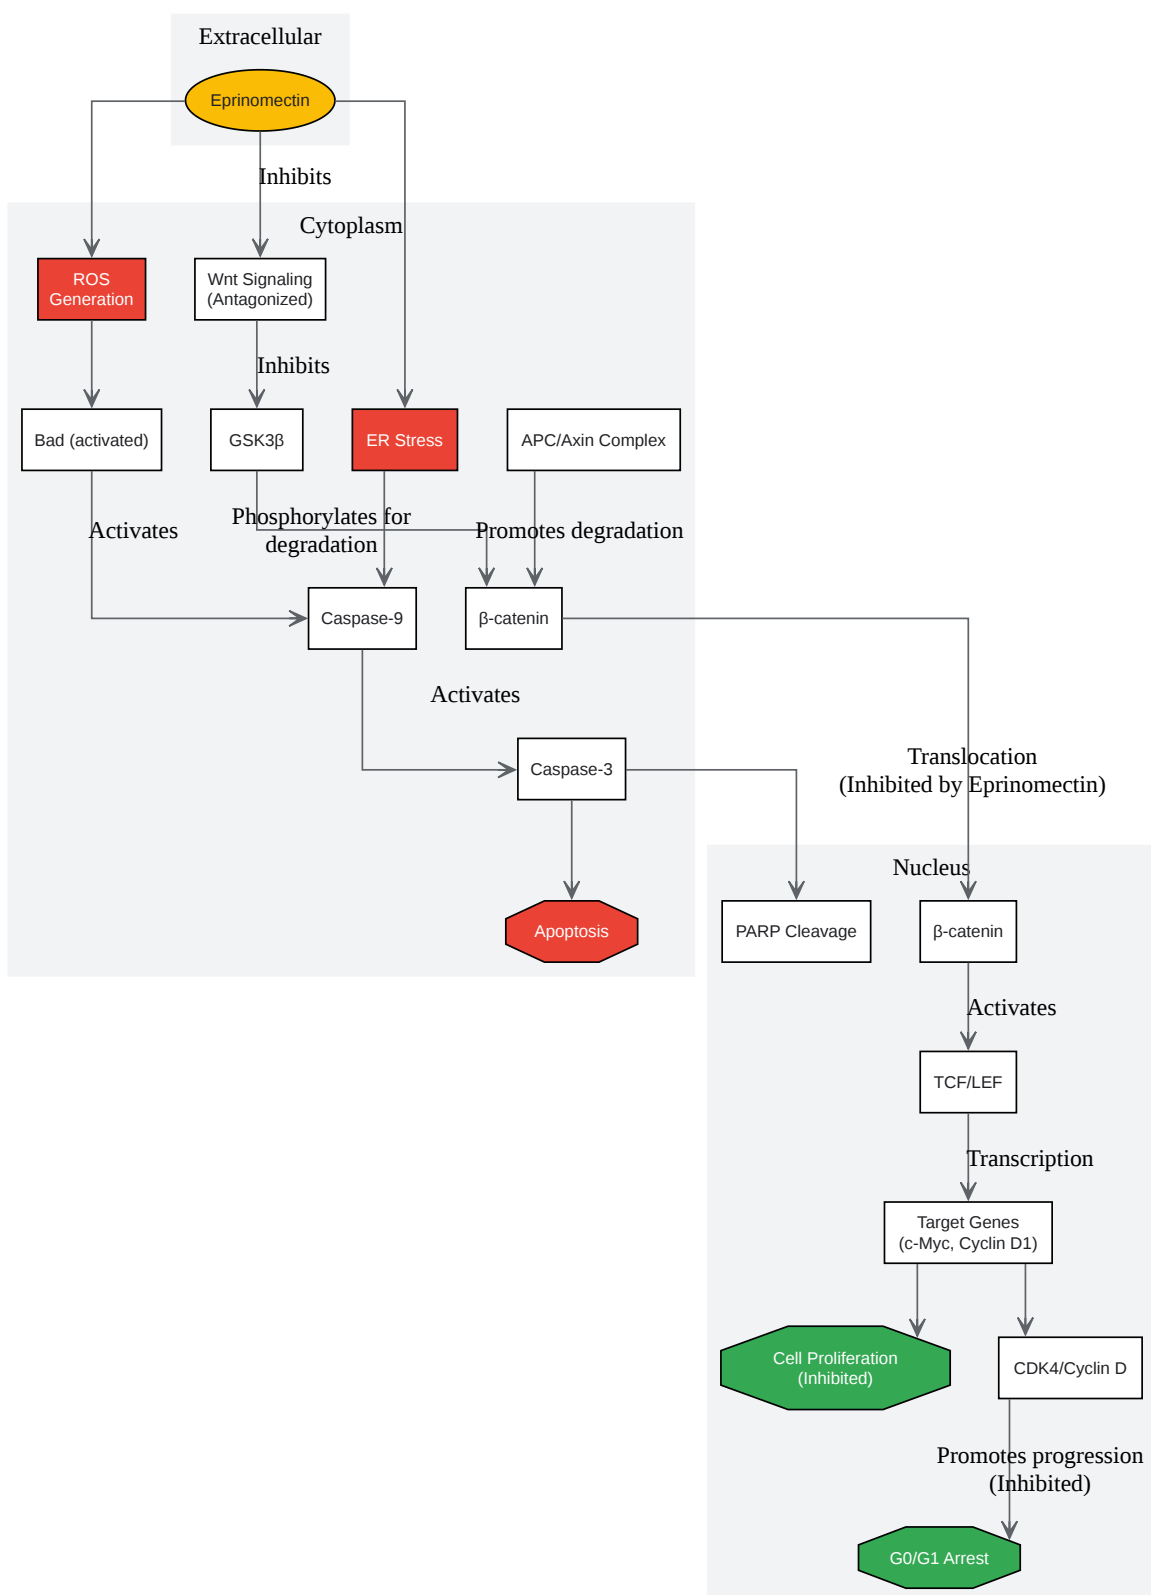 Extracellular
Eprinomectin
Inhibits
Cytoplasm
ROS
Generation
Wnt Signaling
(Antagonized)
Inhibits
Bad (activated)
GSK3β
ER Stress
APC/Axin Complex
Activates
Phosphorylates for
degradation
Promotes degradation
Caspase-9
β-catenin
Activates
Translocation
(Inhibited by Eprinomectin)
Caspase-3
Nucleus
Apoptosis
PARP Cleavage
β-catenin
Activates
TCF/LEF
Transcription
Target Genes
(c-Myc, Cyclin D1)
Cell Proliferation
(Inhibited)
CDK4/Cyclin D
Promotes progression
(Inhibited)
G0/G1 Arrest